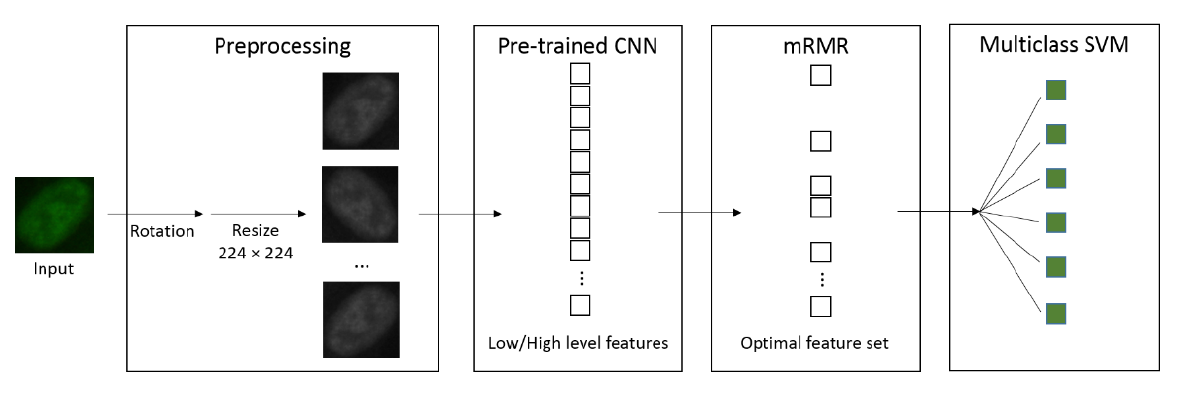 Preprocessing
Pre-trained CNN
mRMR
Multiclass SVM
Input
Rotation
Resize
224 × 224
...
Low/High level features
Optimal feature set